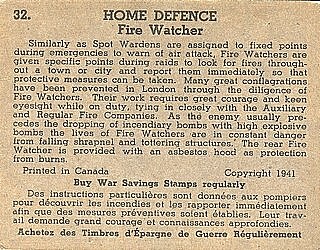 32. HOME DEFENCE
Fire Watcher
Similarly as Spot Wardens are assigned to fixed points
during emergencies to warn of air attack, Fire Watchers are
given specific points during raids to look for fires through-
out a town or city and report them immediately so that
protective measures can be taken. Many great conflagrations
have been prevented in London through the diligence of
Fire Watchers. Their work requires great courage and keen
eyesight while on duty, tying in closely with the Auxiliary
and Regular Fire Companies. As the enemy usually pre-
cedes the dropping of incendiary bombs with high explosive
bombs the lives of Fire Watchers are in constant danger
from falling shrapnel and tottering structures. The rear Fire
Watcher is provided with an asbestos hood as protection
from burns.
Printed in Canada Copyright 1941
Buy War Savings Stamps regularly
Des instructions particulières sont données aux pompiers
pour découvrir les incendies et les rapporter immédiatement
afin que des mesures préventives soient établies. Leur tra-
vail demande grand courage et connaissances approfondies.
Achetez des Timbres d'Épargne de Guerre Régulièrement